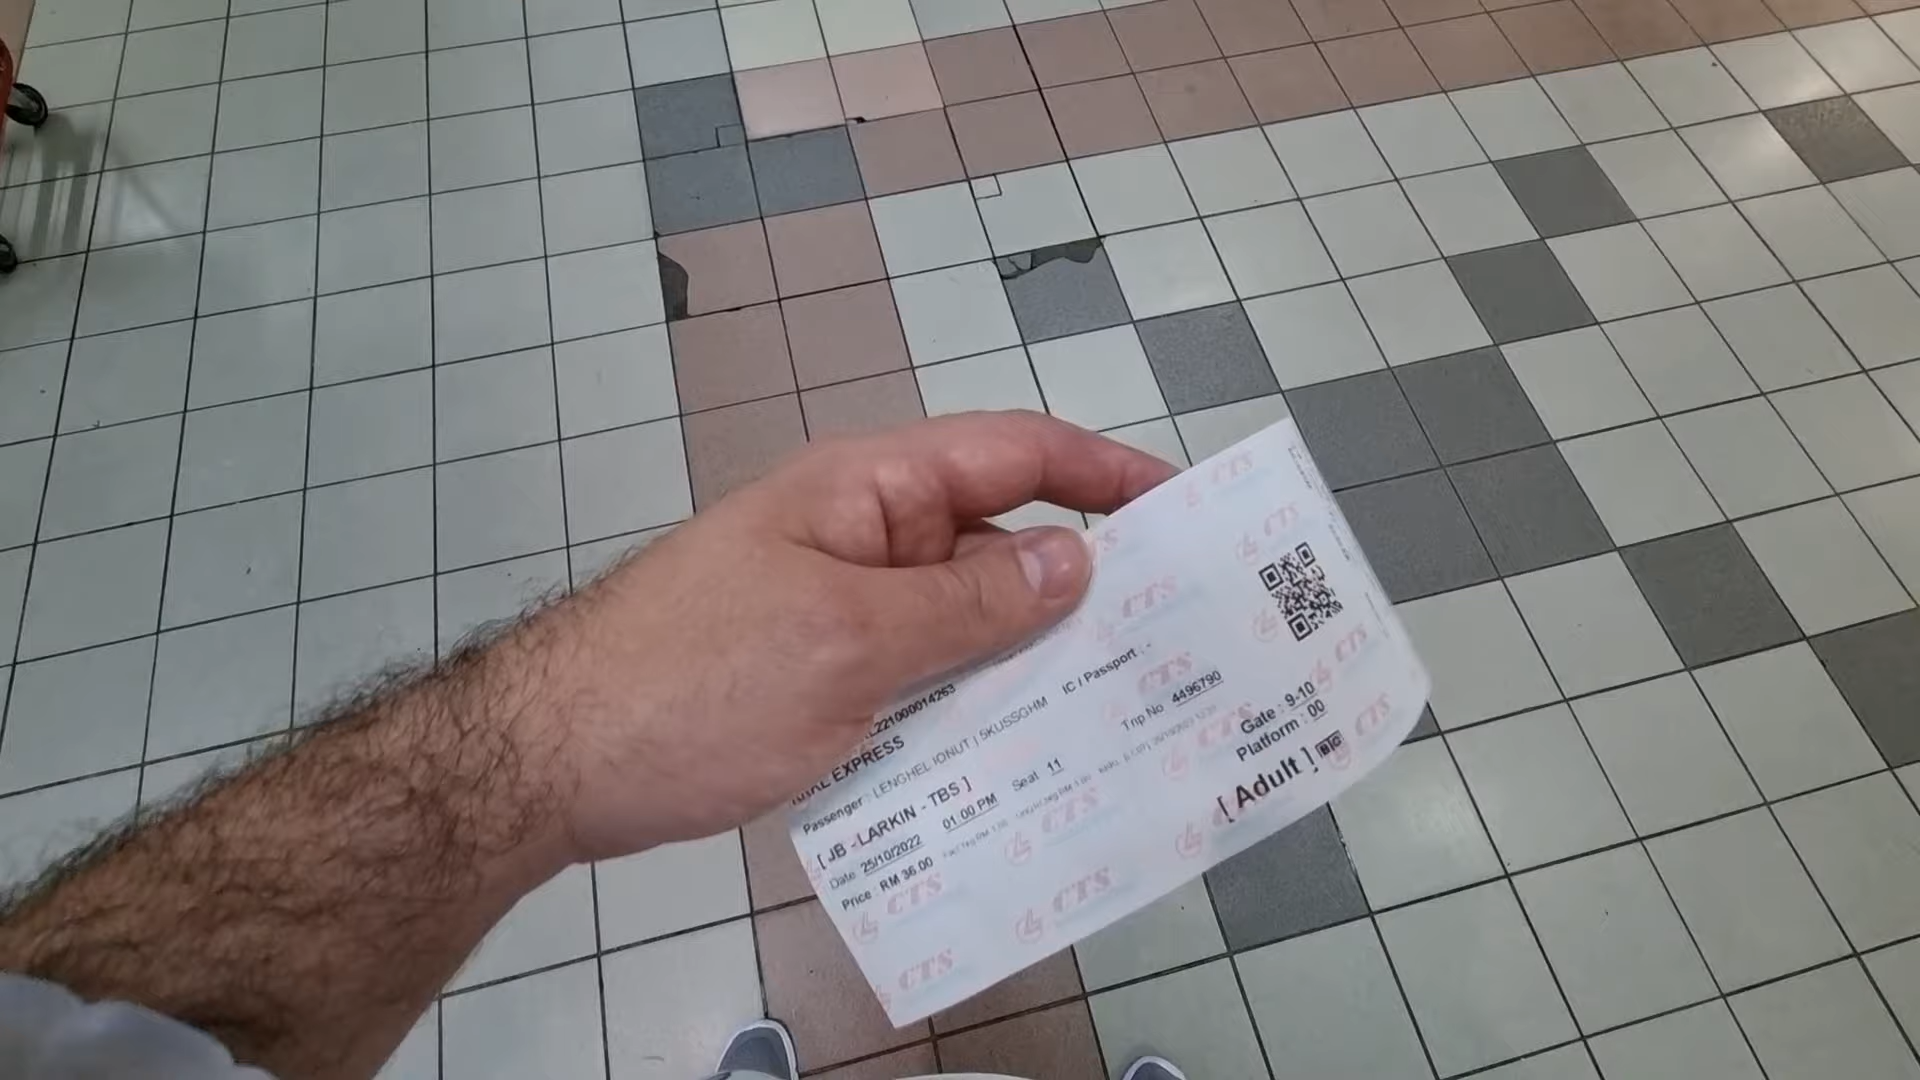 CTS
221000014263
EXPRESS
Passenger : LENGHEL IONUT | 5KUSSGHM IC / Passport : -
[ JB - LARKIN - TBS ]
Date 25/10/2022 01:00 PM Seat 11 Trip No 4496790
Price : RM 36.00
Gate : 9-10
Platform : 00
[ Adult ]